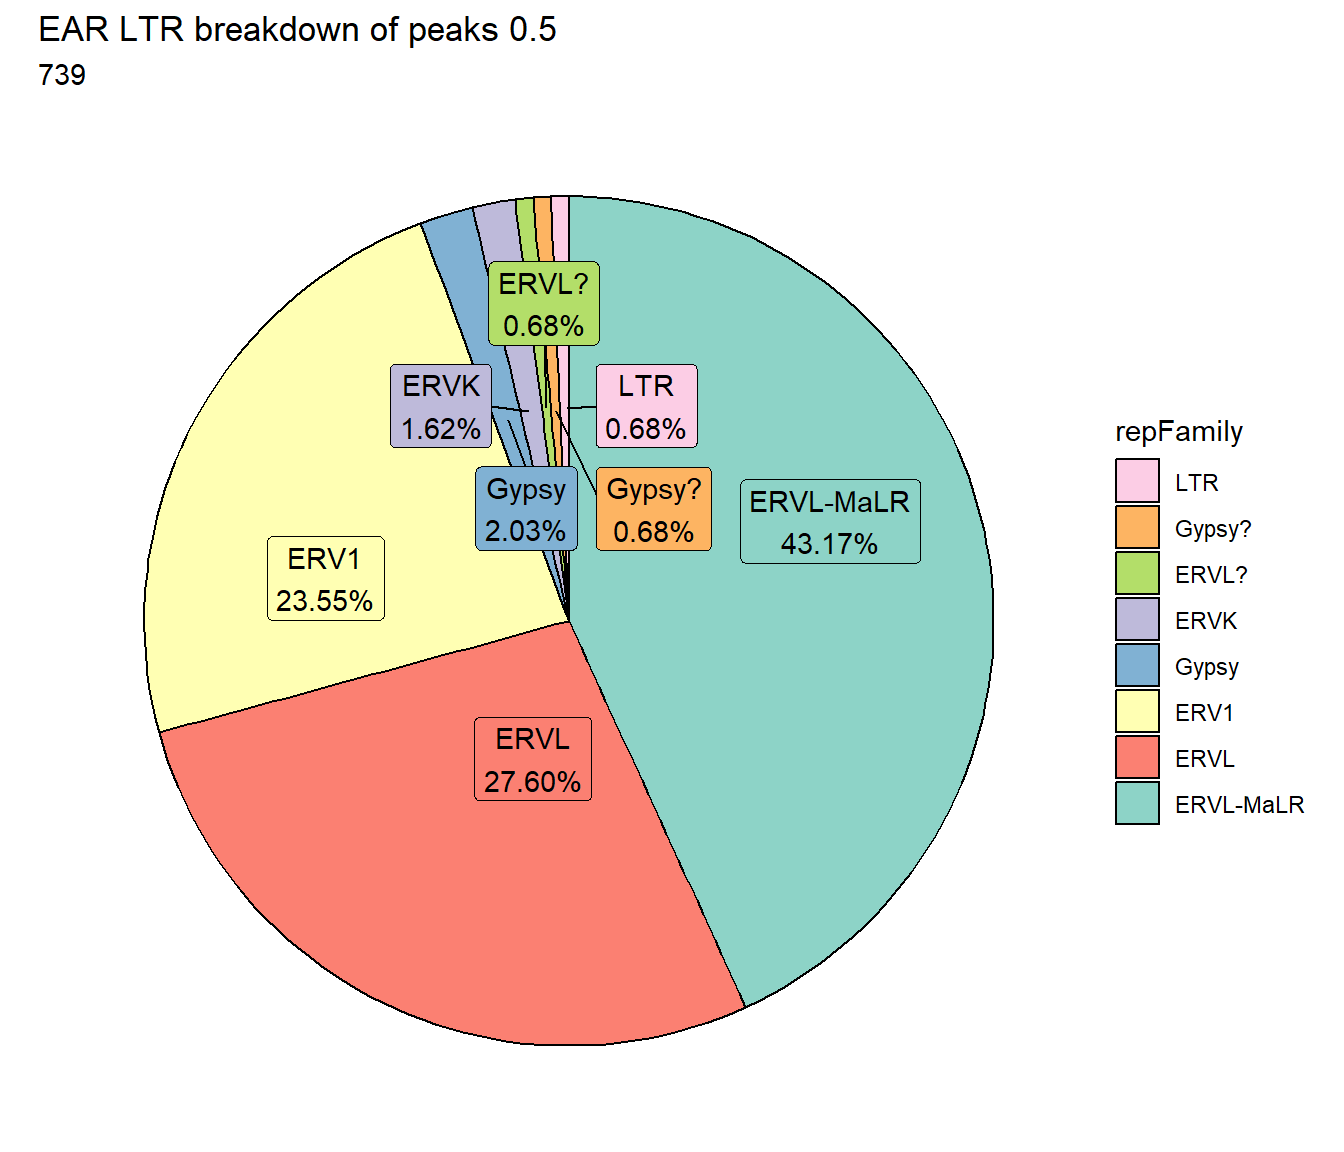 EAR LTR breakdown of peaks 0.5
739
ERVL?
0.68%
ERVK
1.62%
LTR
0.68%
Gypsy
2.03%
Gypsy?
0.68%
ERVL-MaLR
43.17%
ERV1
23.55%
ERVL
27.60%
repFamily
LTR
Gypsy?
ERVL?
ERVK
Gypsy
ERV1
ERVL
ERVL-MaLR